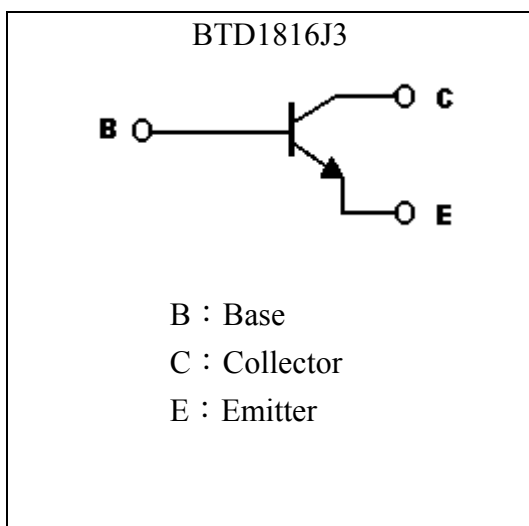 BTD1816J3
C
B
E
B：Base
C：Collector
E：Emitter